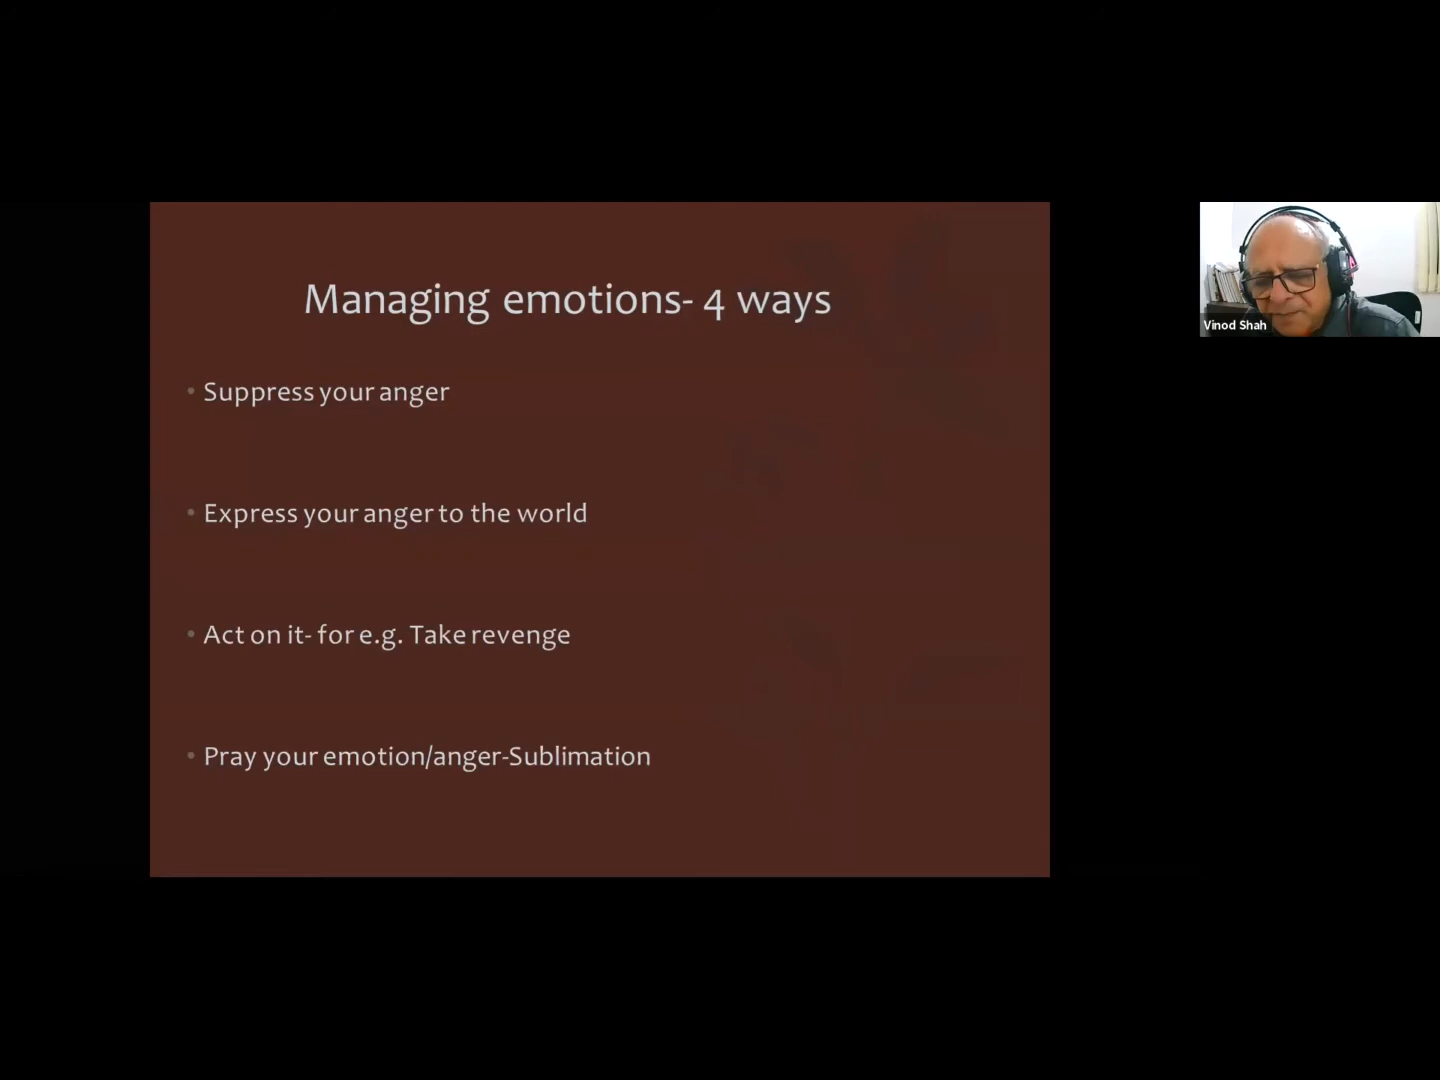 Managing emotions- 4 ways
• Suppress your anger
• Express your anger to the world
• Act on it- for e.g. Take revenge
• Pray your emotion/anger-Sublimation
Vinod Shah